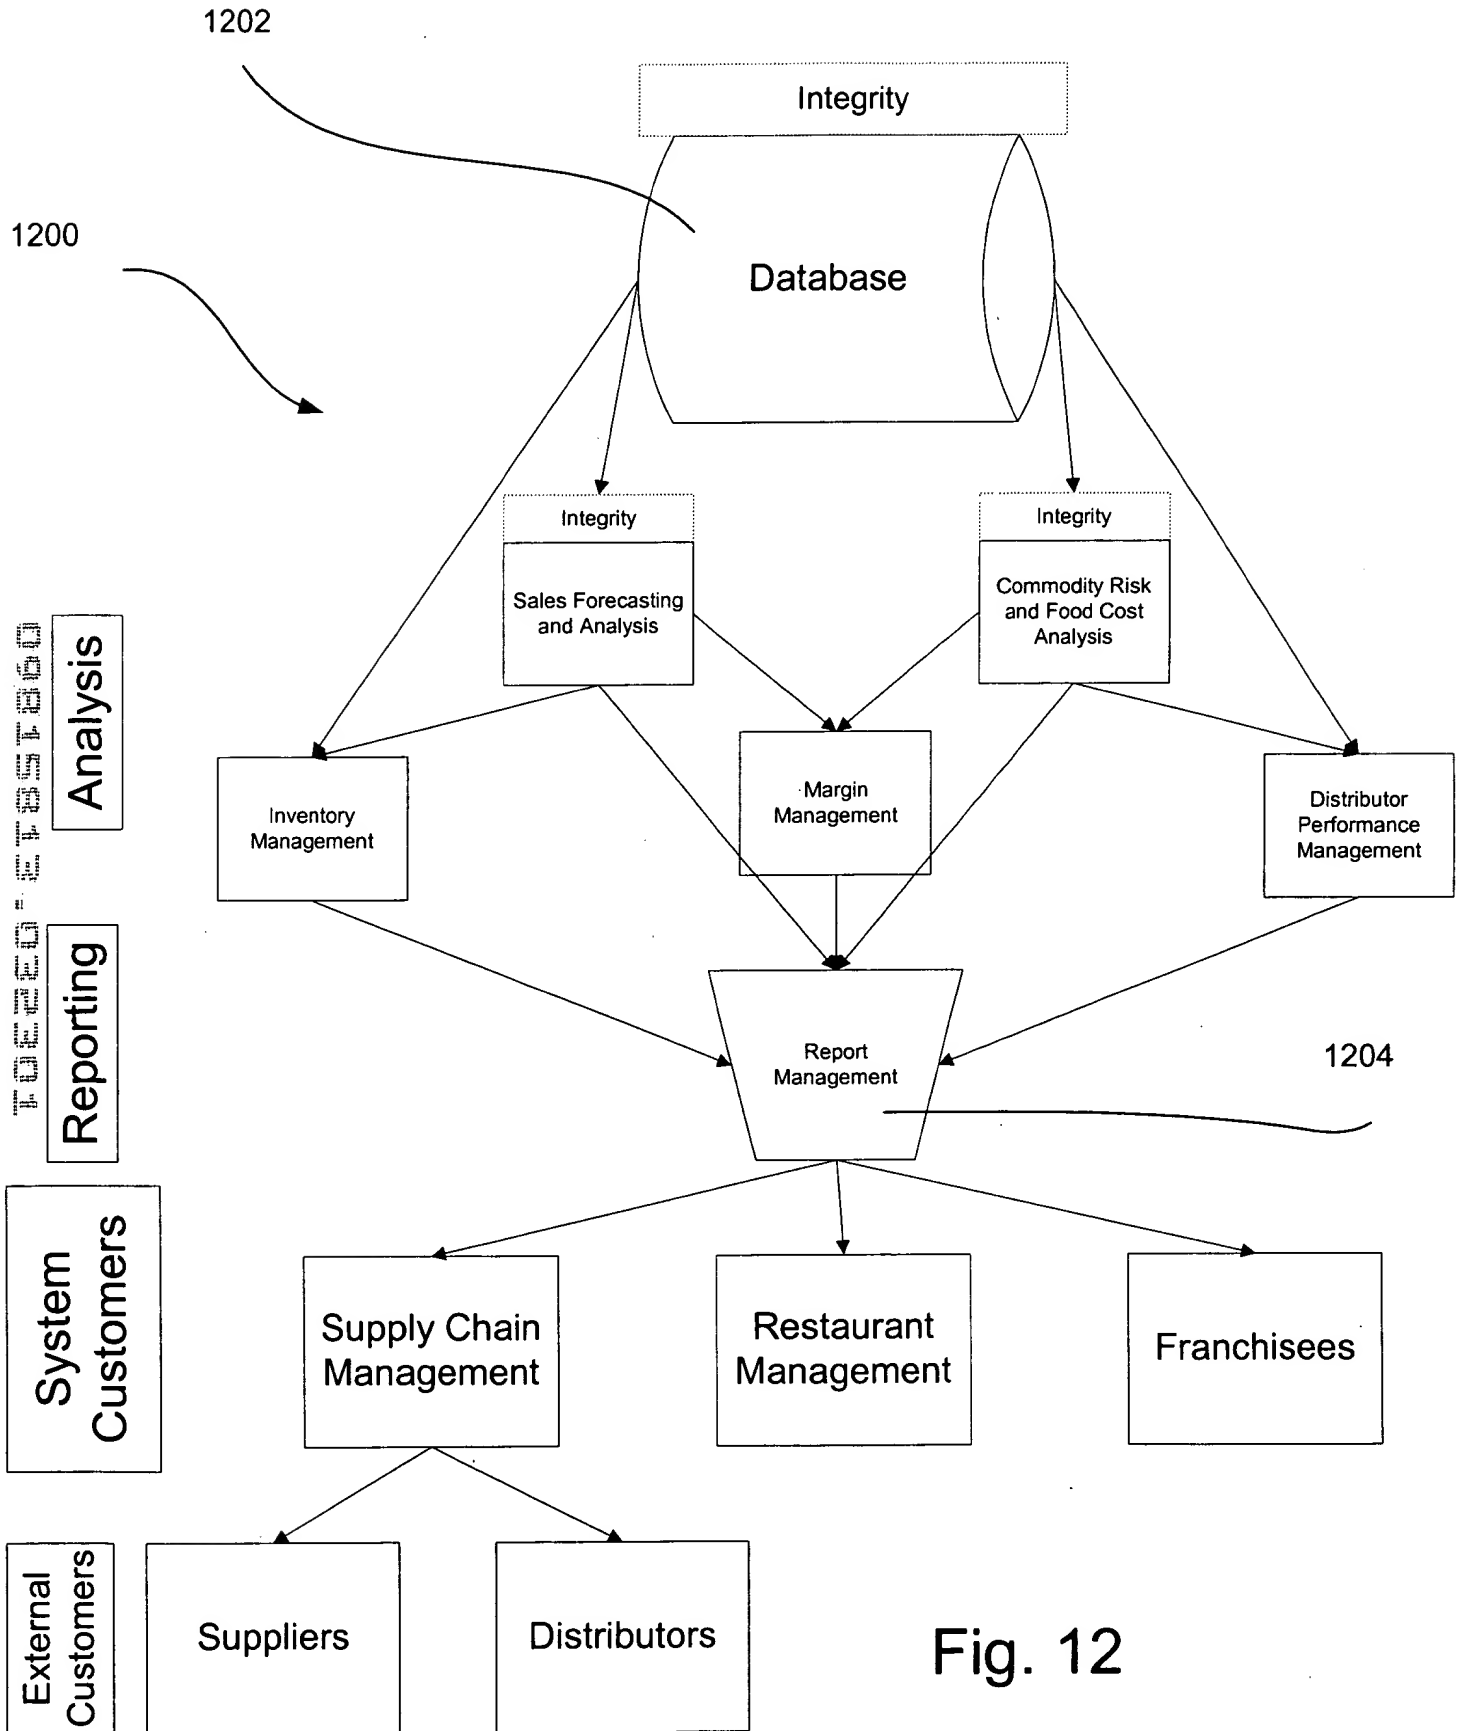 1202
Integrity
1200
Database
Integrity
Integrity
Sales Forecasting
and Analysis
Commodity Risk
and Food Cost
Analysis
Analysis
09815813.032301
Inventory
Management
Margin
Management
Distributor
Performance
Management
Reporting
Report
Management
1204
System
Customers
Supply Chain
Management
Restaurant
Management
Franchisees
External
Customers
Suppliers
Distributors
Fig. 12